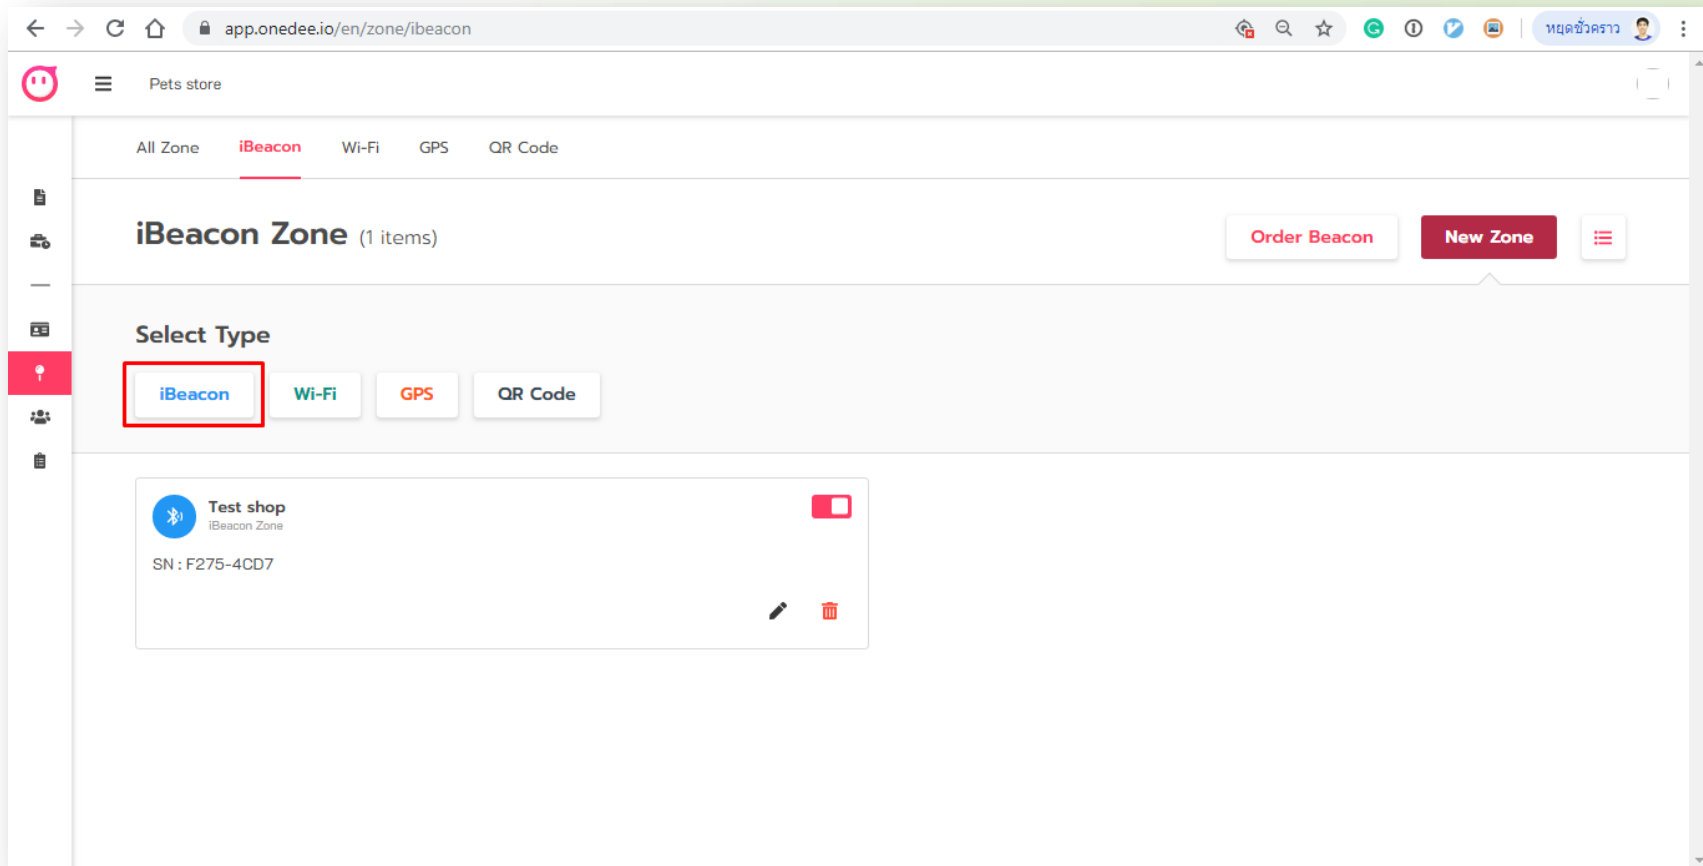 app.onedee.io/en/zone/ibeacon
หยุดชั่วคราว
Pets store
All Zone iBeacon Wi-Fi GPS QR Code
iBeacon Zone (1 items)
Order Beacon New Zone
Select Type
iBeacon Wi-Fi GPS QR Code
Test shop
iBeacon Zone
SN : F275-4CD7